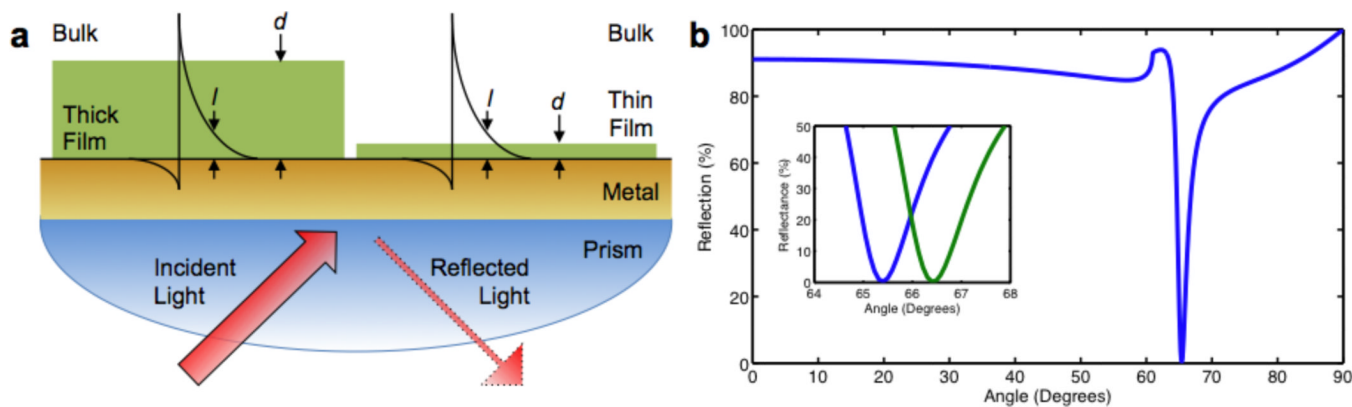 a
Bulk
d
d
Bulk
Thick
Film
l
l
Thin
Film
Metal
Prism
Incident
Light
Reflected
Light
b
Reflection (%)
100
80
60
40
20
0
0 10 20 30 40 50 60 70 80 90
Angle (Degrees)
Reflectance (%)
50
40
30
20
10
0
64 65 66 67 68
Angle (Degrees)